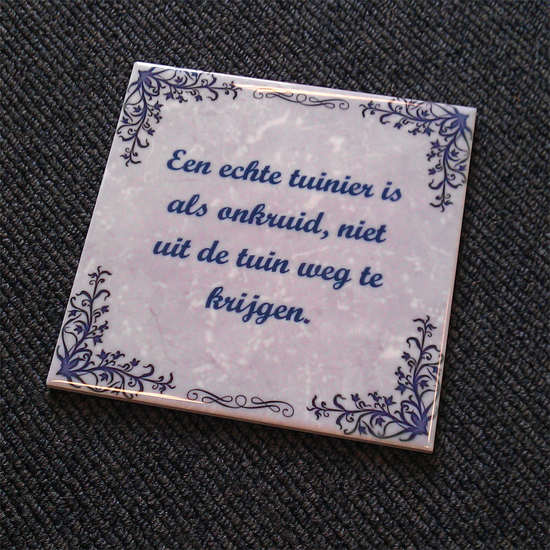 Een echte tuinier is
als onkruid, niet
uit de tuin weg te
krijgen.